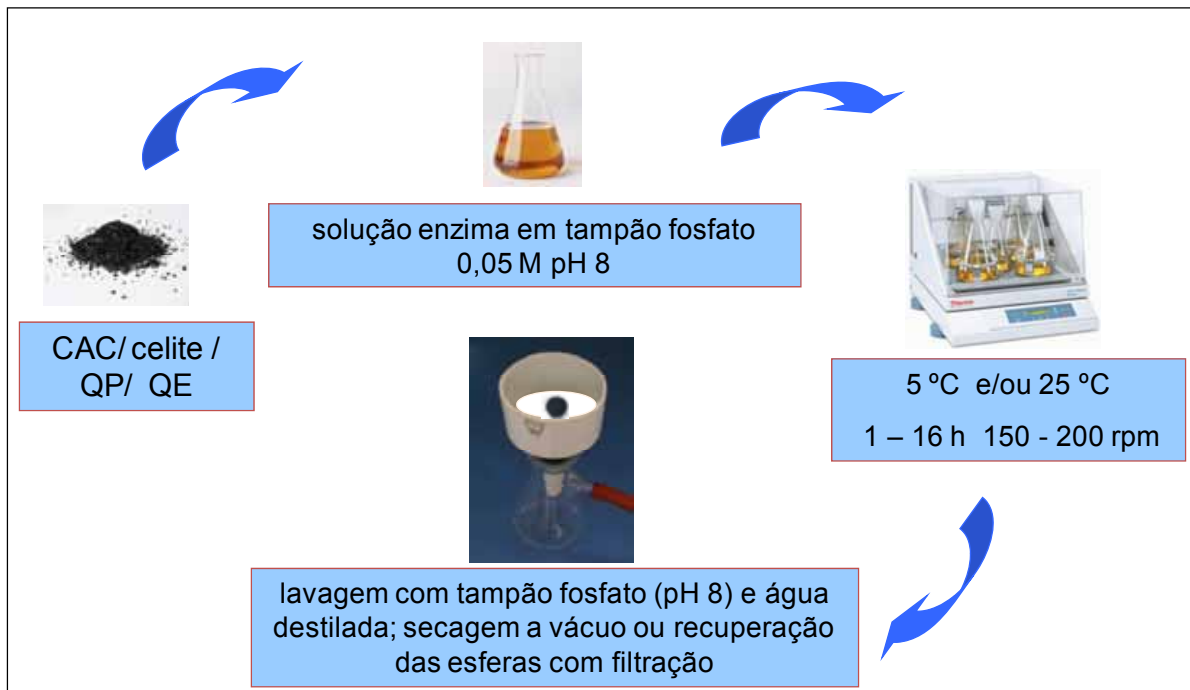 CAC/ celite /
QP/ QE
solução enzima em tampão fosfato
0,05 M pH 8
5 ºC e/ou 25 ºC
1 – 16 h 150 - 200 rpm
lavagem com tampão fosfato (pH 8) e água
destilada; secagem a vácuo ou recuperação
das esferas com filtração